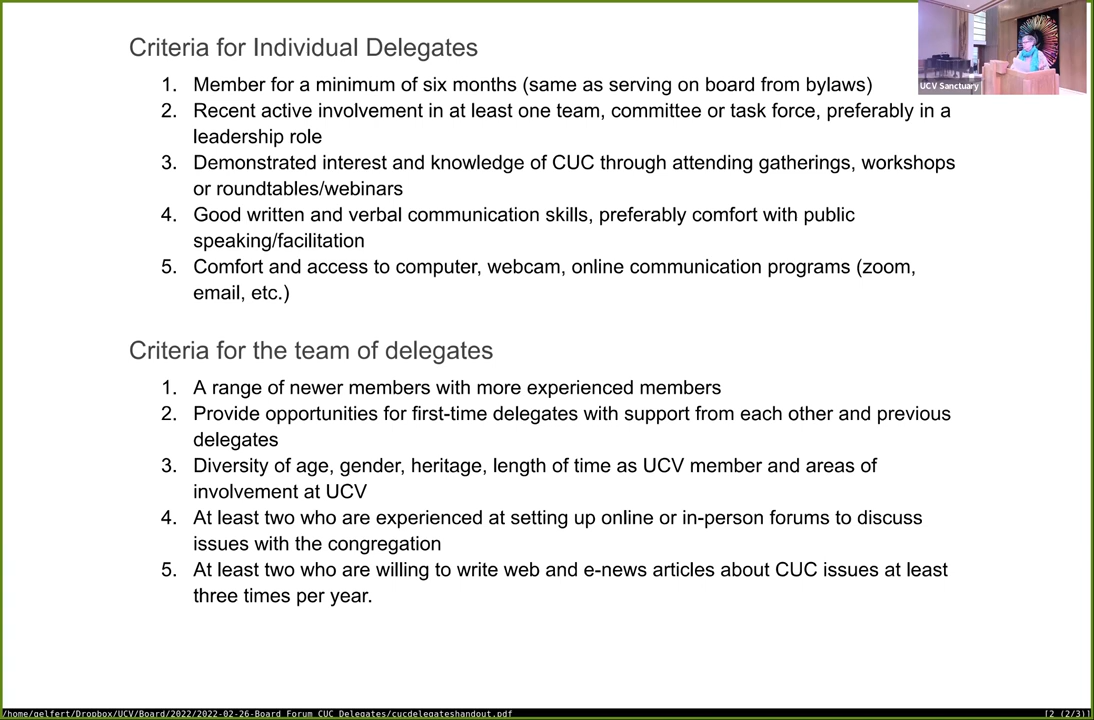 Criteria for Individual Delegates
1. Member for a minimum of six months (same as serving on board from bylaws)
2. Recent active involvement in at least one team, committee or task force, preferably in a
leadership role
3. Demonstrated interest and knowledge of CUC through attending gatherings, workshops
or roundtables/webinars
4. Good written and verbal communication skills, preferably comfort with public
speaking/facilitation
5. Comfort and access to computer, webcam, online communication programs (zoom,
email, etc.)
Criteria for the team of delegates
1. A range of newer members with more experienced members
2. Provide opportunities for first-time delegates with support from each other and previous
delegates
3. Diversity of age, gender, heritage, length of time as UCV member and areas of
involvement at UCV
4. At least two who are experienced at setting up online or in-person forums to discuss
issues with the congregation
5. At least two who are willing to write web and e-news articles about CUC issues at least
three times per year.
UCV Sanctuary
/home/gelfert/Dropbox/UCV/Board/2022/2022-02-26-Board Forum CUC Delegates/cucdelegateshandout.pdf
[2 (2/3)]